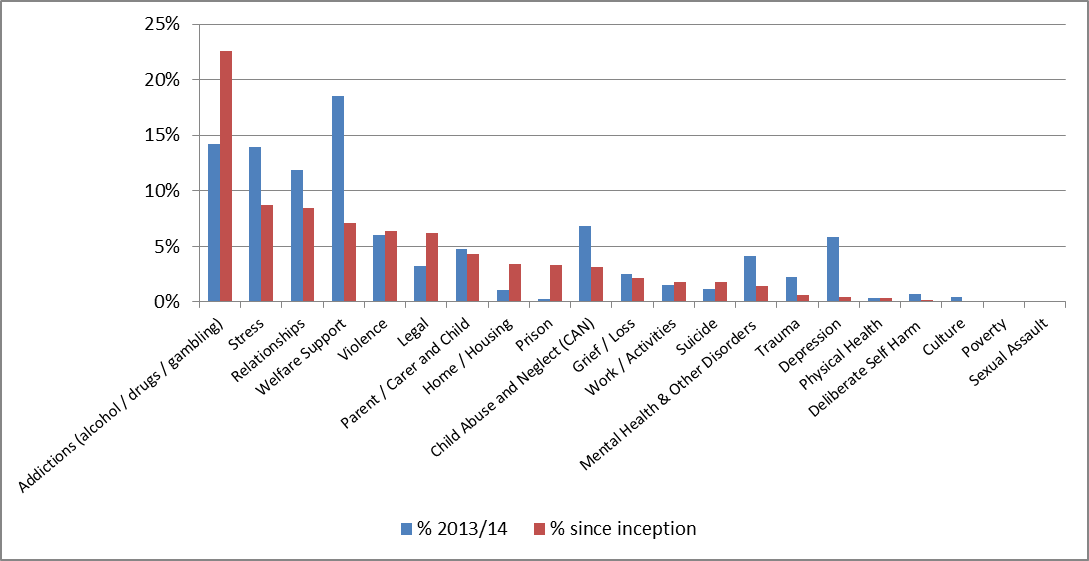 25%
20%
15%
10%
5%
0%
Addictions (alcohol / drugs / gambling)
Stress
Relationships
Welfare Support
Violence
Legal
Parent / Carer and Child
Home / Housing
Prison
Child Abuse and Neglect (CAN)
Grief / Loss
Work / Activities
Suicide
Mental Health & Other Disorders
Trauma
Depression
Physical Health
Deliberate Self Harm
Culture
Poverty
Sexual Assault
% 2013/14
% since inception